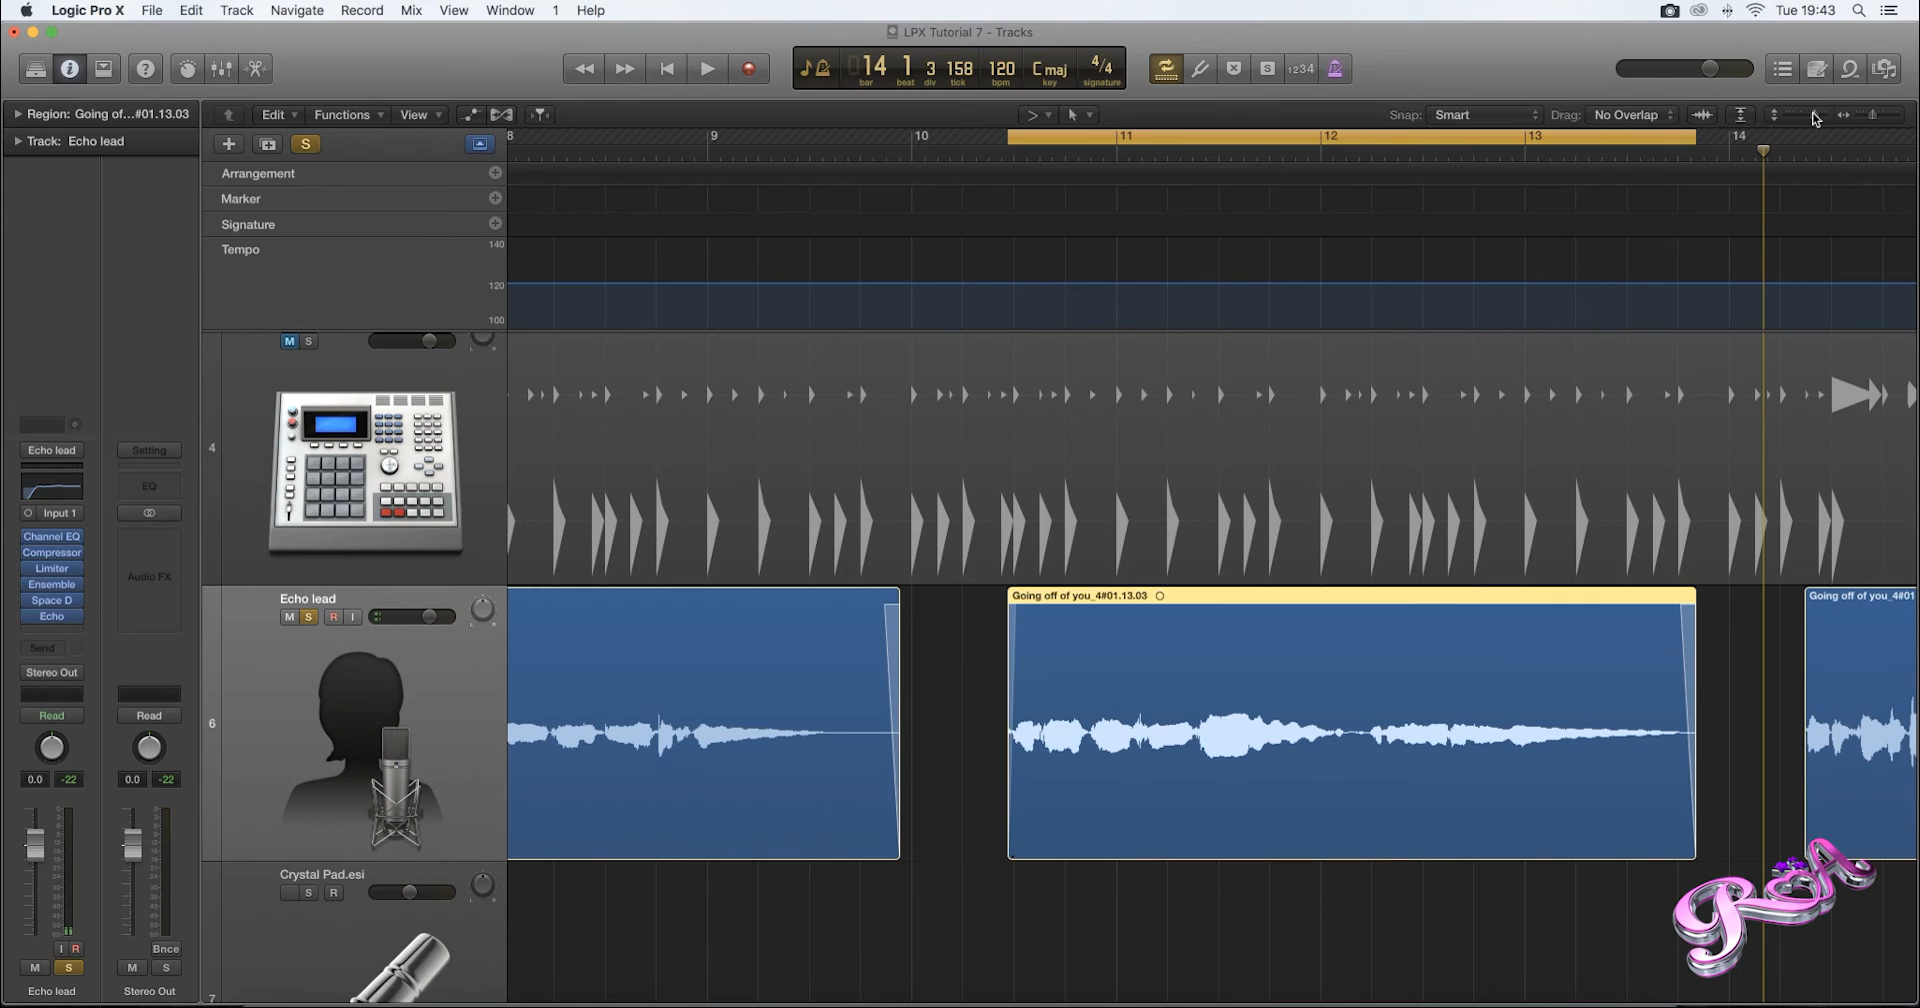 Logic Pro X File Edit Track Navigate Record Mix View Window 1 Help Tue 19:43
LPX Tutorial 7 - Tracks
14 1 3 158 120 C maj 4/4
bar beat div tick bpm key signature
1234
Region: Going of...#01.13.03
Edit Functions View Snap: Smart Drag: No Overlap
Track: Echo lead
S
8 9 10 11 12 13 14
Arrangement
Marker
Signature
Tempo
140
120
100
M S
L R
4
Echo lead Setting
EQ
Input 1
Channel EQ
Compressor
Limiter
Ensemble
Space D
Echo
Audio FX
Send
Stereo Out
Read Read
0.0 -22 0.0 -22
I R Bnce
M S M S
Echo lead Stereo Out
Echo lead
M S R I
L R
6
Going off of you_4#01.13.03
Going off of you_4#01
Crystal Pad.esi
S R
L R
7
RA